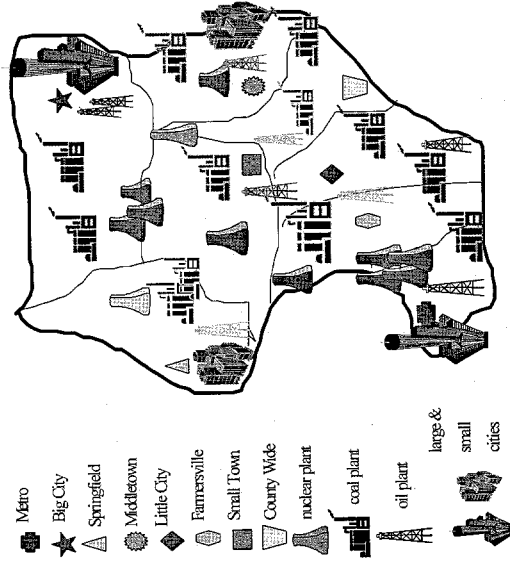 Metro
Big City
Springfield
Middletown
Little City
Farmersville
Small Town
County Wide
nuclear plant
coal plant
oil plant
large &
small
cities